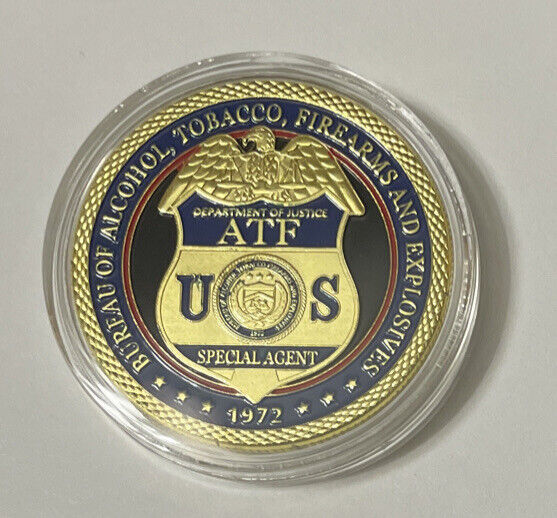 BUREAU OF ALCOHOL, TOBACCO, FIREARMS AND EXPLOSIVES
DEPARTMENT OF JUSTICE
ATF
U S
SPECIAL AGENT
1972